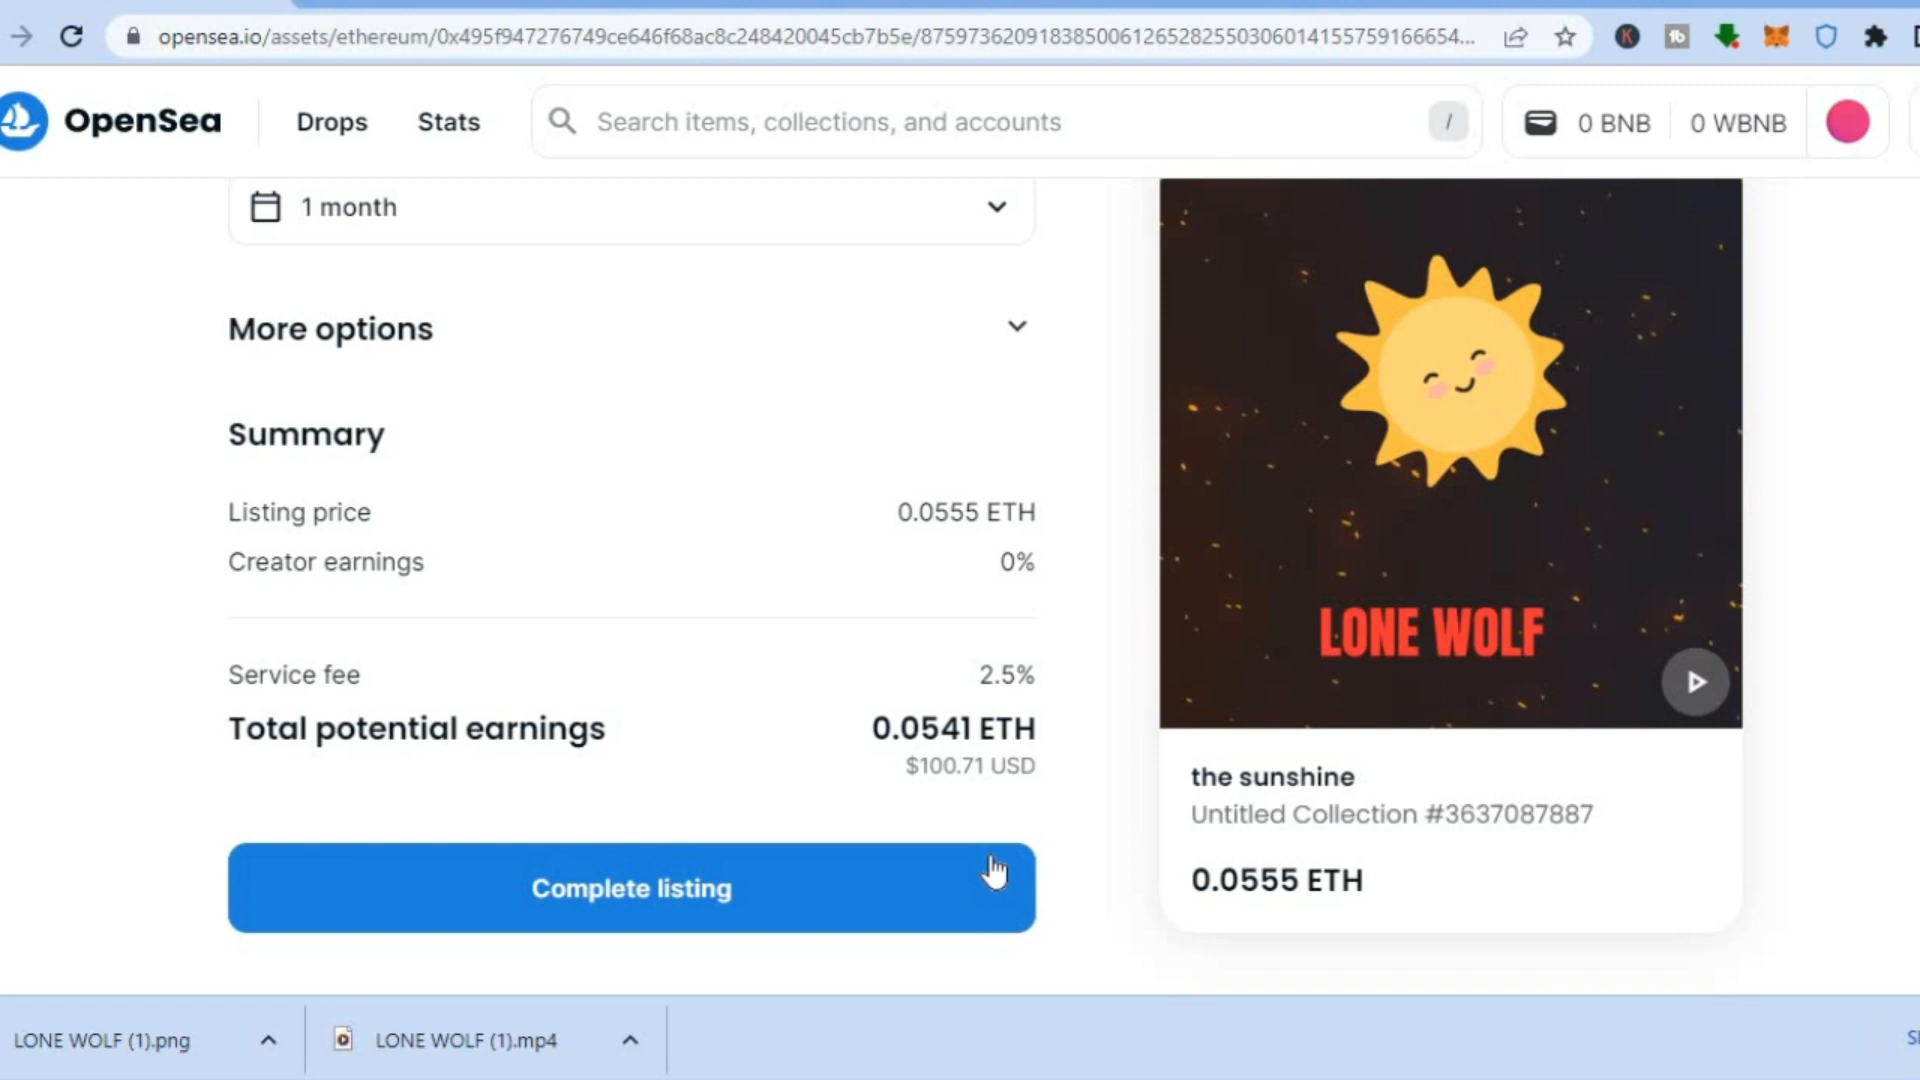 opensea.io/assets/ethereum/0x495f947276749ce646f68ac8c248420045cb7b5e/8759736209183850061265282550306014155759166654...
OpenSea
Drops
Stats
Search items, collections, and accounts
/
0 BNB
0 WBNB
1 month
More options
Summary
Listing price 0.0555 ETH
Creator earnings 0%
Service fee 2.5%
Total potential earnings 0.0541 ETH
$100.71 USD
Complete listing
LONE WOLF
the sunshine
Untitled Collection #3637087887
0.0555 ETH
LONE WOLF (1).png
LONE WOLF (1).mp4